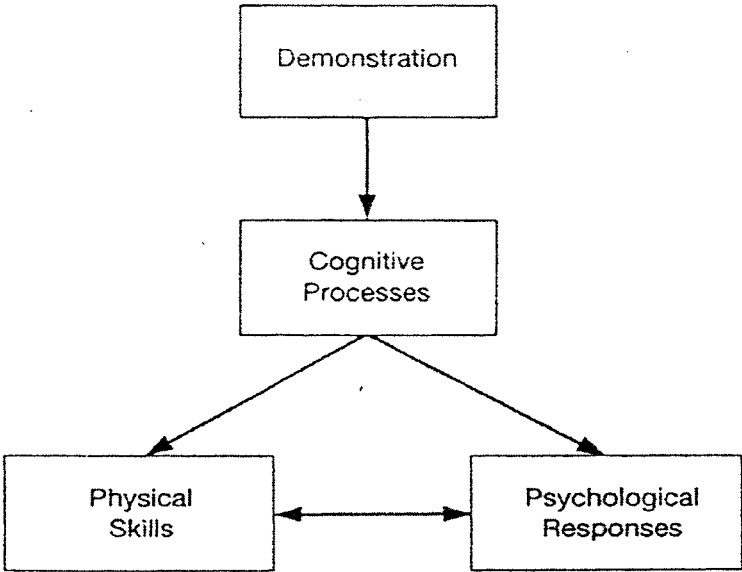 Demonstration
Cognitive
Processes
Physical
Skills
Psychological
Responses